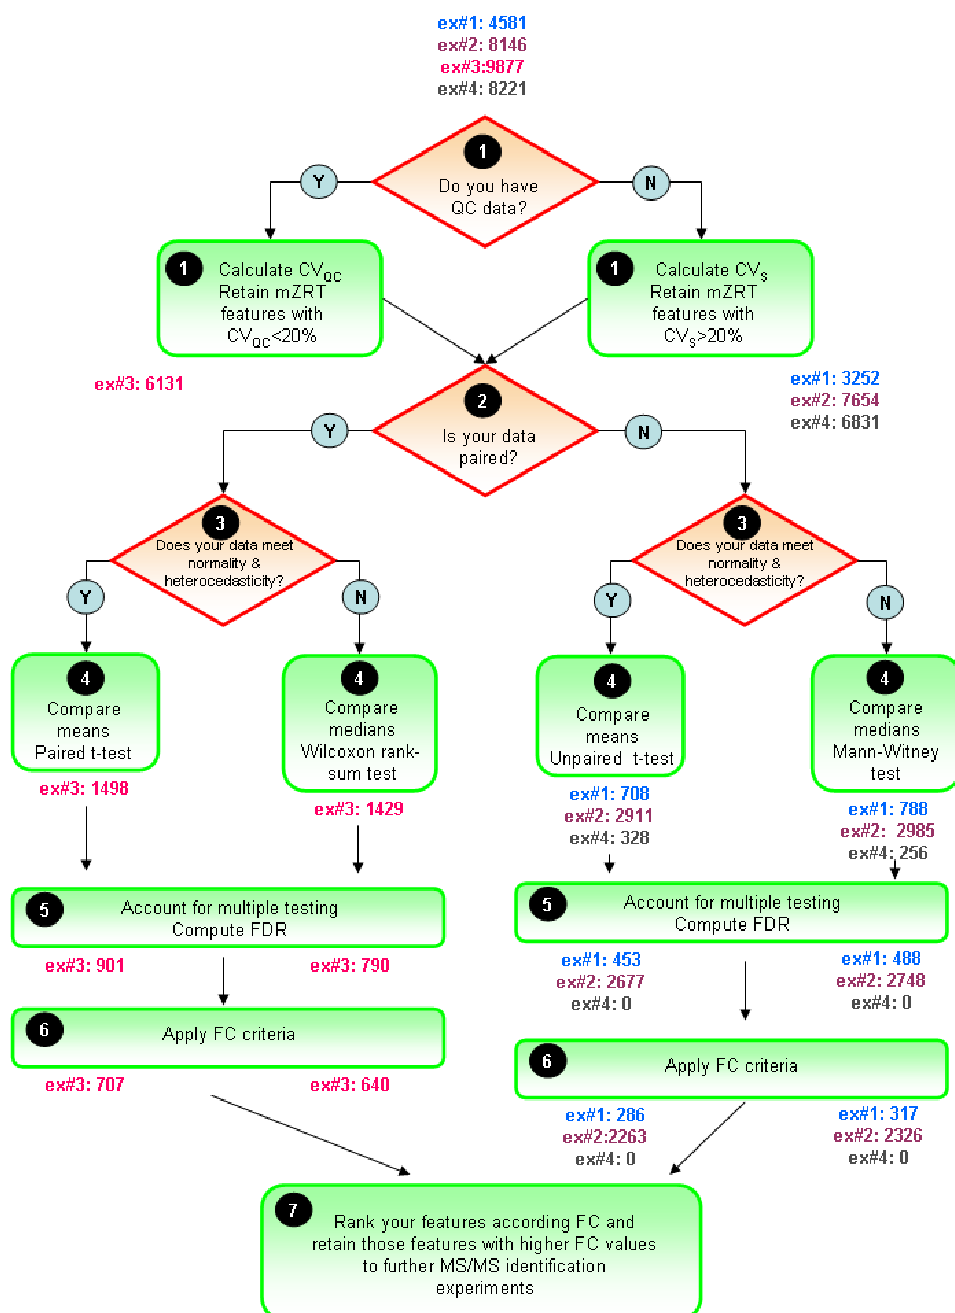 ex#1: 4581
ex#2: 8146
ex#3:9877
ex#4: 8221
1
Do you have
QC data?
Y
N
1
Calculate CVQC
Retain mZRT
features with
CVQC<20%
1
Calculate CVS
Retain mZRT
features with
CVS>20%
ex#3: 6131
ex#1: 3252
ex#2: 7654
ex#4: 6831
2
Is your data
paired?
Y
N
3
Does your data meet
normality &
heterocedasticity?
Y
N
3
Does your data meet
normality &
heterocedasticity?
Y
N
4
Compare
means
Paired t-test
4
Compare
medians
Wilcoxon rank-
sum test
4
Compare
means
Unpaired t-test
4
Compare
medians
Mann-Witney
test
ex#3: 1498
ex#3: 1429
ex#1: 708
ex#2: 2911
ex#4: 328
ex#1: 788
ex#2: 2985
ex#4: 256
5
Account for multiple testing
Compute FDR
5
Account for multiple testing
Compute FDR
ex#3: 901
ex#3: 790
ex#1: 453
ex#2: 2677
ex#4: 0
ex#1: 488
ex#2: 2748
ex#4: 0
6
Apply FC criteria
6
Apply FC criteria
ex#3: 707
ex#3: 640
ex#1: 286
ex#2:2263
ex#4: 0
ex#1: 317
ex#2: 2326
ex#4: 0
7
Rank your features according FC and
retain those features with higher FC values
to further MS/MS identification
experiments